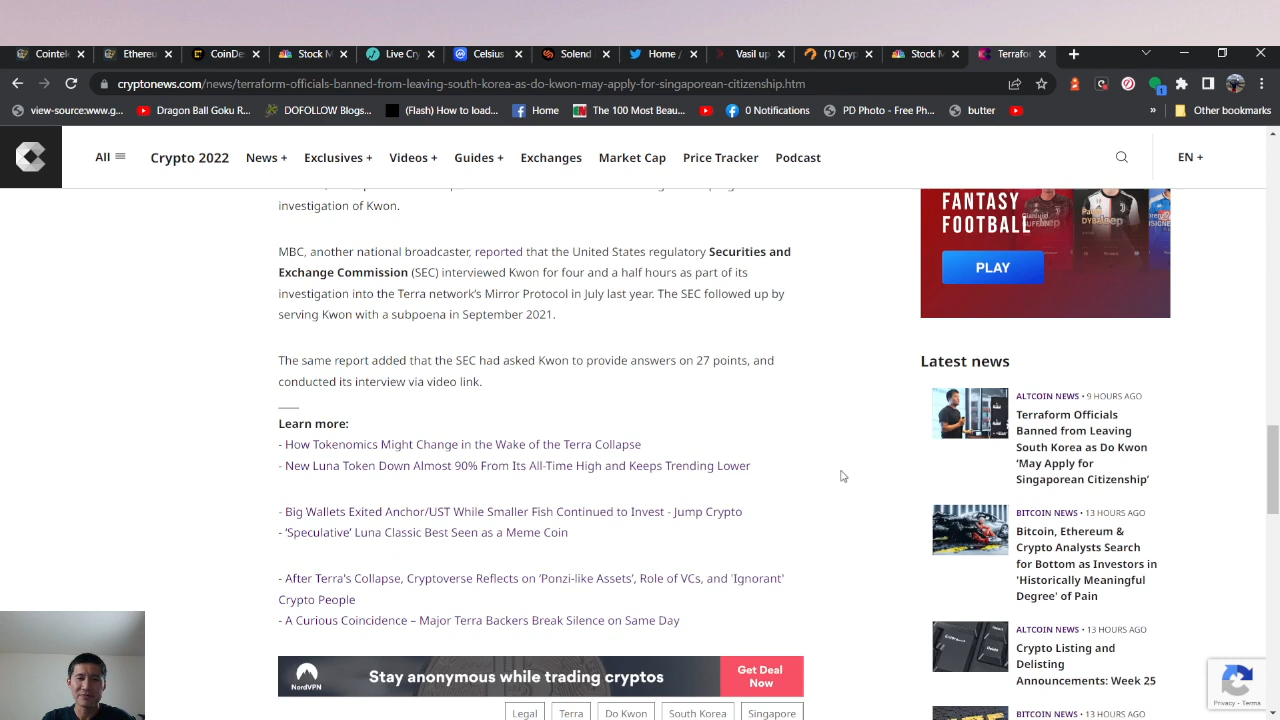 Cointele
Ethereu
CoinDes
Stock M
Live Cry
Celsius
Solend
Home /
Vasil up
(1) Cryp
Stock M
Terrafo
cryptonews.com/news/terraform-officials-banned-from-leaving-south-korea-as-do-kwon-may-apply-for-singaporean-citizenship.htm
view-source:www.g...
Dragon Ball Goku R...
DOFOLLOW Blogs...
(Flash) How to load...
Home
The 100 Most Beau...
0 Notifications
PD Photo - Free Ph...
butter
»
Other bookmarks
All
Crypto 2022
News +
Exclusives +
Videos +
Guides +
Exchanges
Market Cap
Price Tracker
Podcast
EN +
investigation of Kwon.
MBC, another national broadcaster, reported that the United States regulatory Securities and
Exchange Commission (SEC) interviewed Kwon for four and a half hours as part of its
investigation into the Terra network's Mirror Protocol in July last year. The SEC followed up by
serving Kwon with a subpoena in September 2021.
The same report added that the SEC had asked Kwon to provide answers on 27 points, and
conducted its interview via video link.
Learn more:
- How Tokenomics Might Change in the Wake of the Terra Collapse
- New Luna Token Down Almost 90% From Its All-Time High and Keeps Trending Lower
- Big Wallets Exited Anchor/UST While Smaller Fish Continued to Invest - Jump Crypto
- 'Speculative' Luna Classic Best Seen as a Meme Coin
- After Terra's Collapse, Cryptoverse Reflects on 'Ponzi-like Assets', Role of VCs, and 'Ignorant'
Crypto People
- A Curious Coincidence – Major Terra Backers Break Silence on Same Day
NordVPN
Stay anonymous while trading cryptos
Get Deal
Now
Legal
Terra
Do Kwon
South Korea
Singapore
FANTASY
FOOTBALL
PLAY
Latest news
ALTCOIN NEWS • 9 HOURS AGO
Terraform Officials
Banned from Leaving
South Korea as Do Kwon
'May Apply for
Singaporean Citizenship'
BITCOIN NEWS • 13 HOURS AGO
Bitcoin, Ethereum &
Crypto Analysts Search
for Bottom as Investors in
'Historically Meaningful
Degree' of Pain
ALTCOIN NEWS • 13 HOURS AGO
Crypto Listing and
Delisting
Announcements: Week 25
BITCOIN NEWS • 13 HOURS AGO
Privacy - Terms